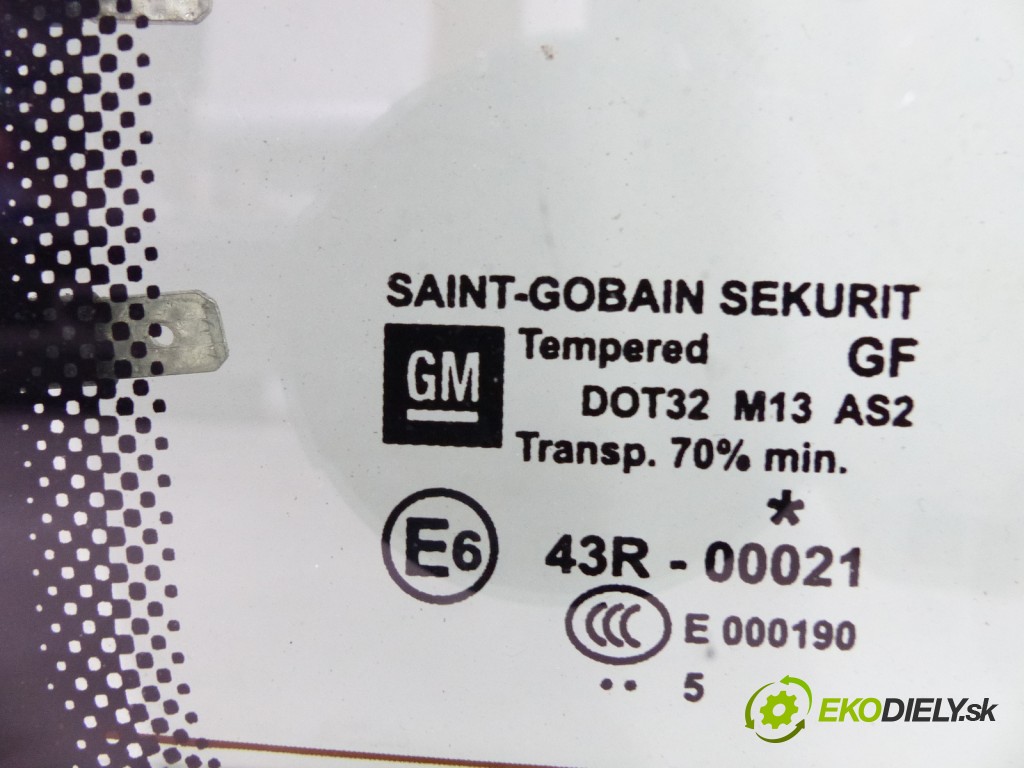 SAINT-GOBAIN SEKURIT
GM
Tempered GF
DOT32 M13 AS2
Transp. 70% min.
*
E6 43R - 00021
CCC E 000190
.. 5
EKODIELY.sk